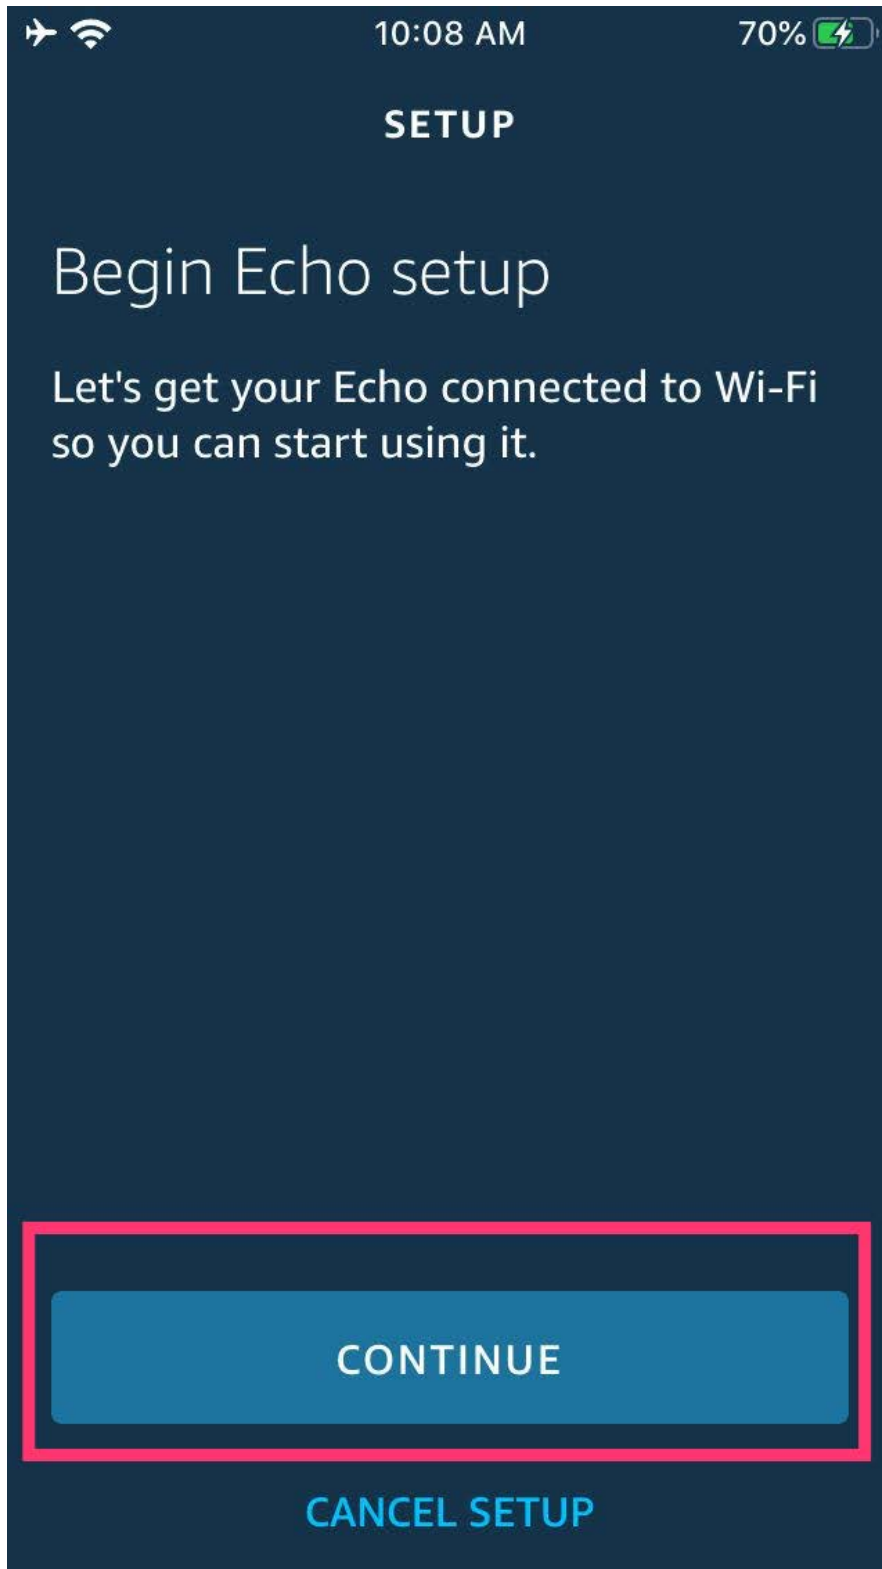 10:08 AM 70%
SETUP
Begin Echo setup
Let's get your Echo connected to Wi-Fi
so you can start using it.
CONTINUE
CANCEL SETUP